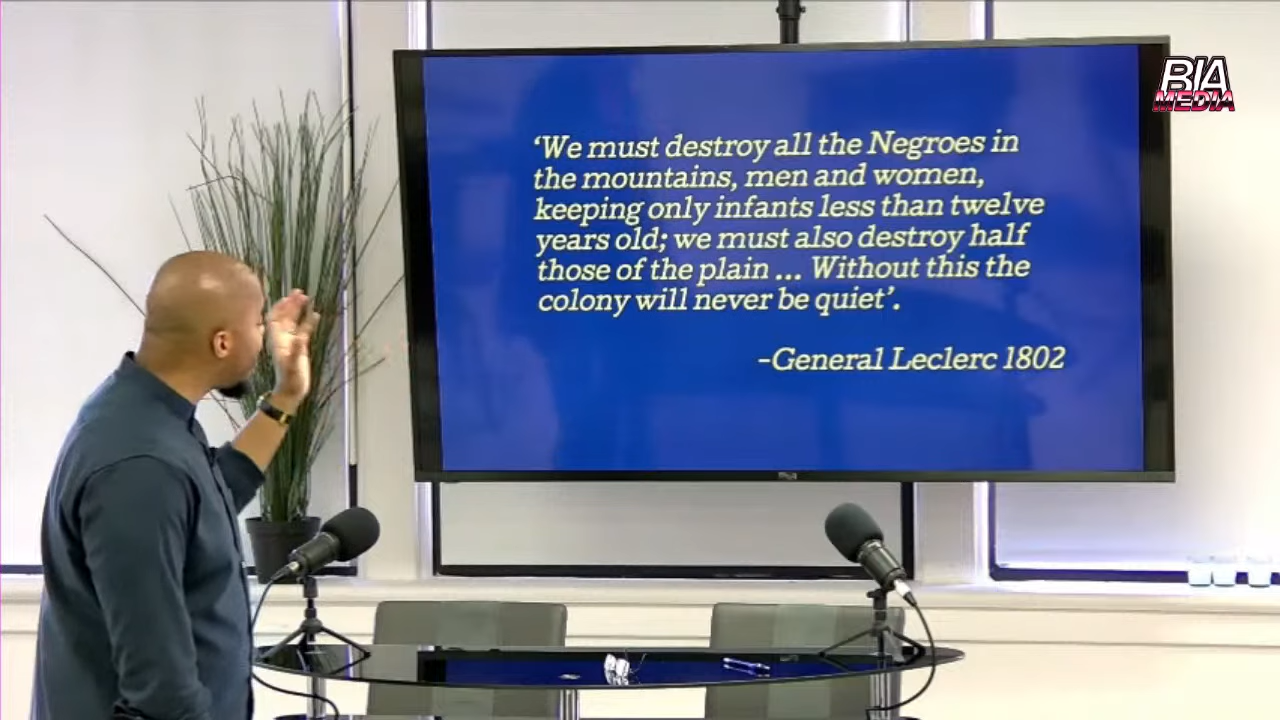 BIA
MEDIA
‘We must destroy all the Negroes in
the mountains, men and women,
keeping only infants less than twelve
years old; we must also destroy half
those of the plain ... Without this the
colony will never be quiet’.
-General Leclerc 1802